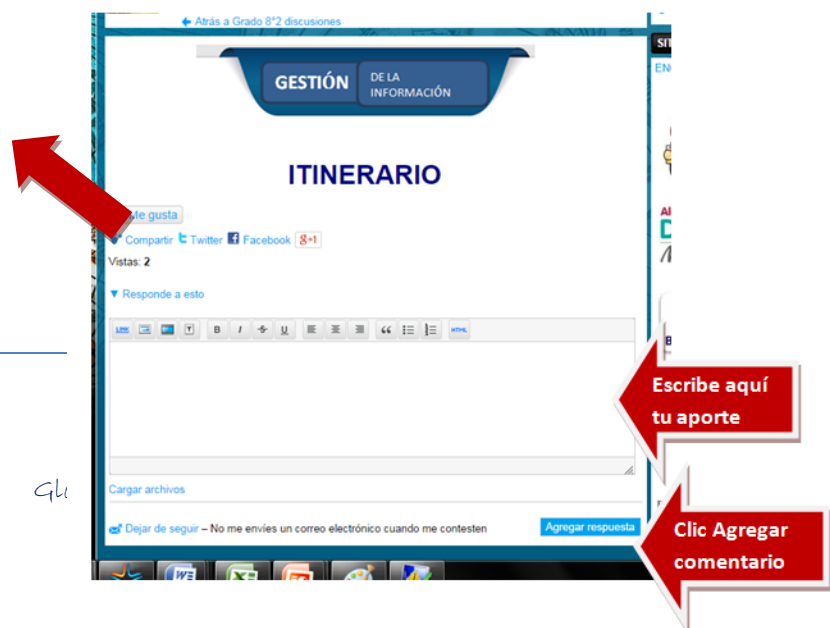 Atrás a Grado 8°2 discusiones
GESTIÓN DE LA INFORMACIÓN
ITINERARIO
gusta
Compartir Twitter Facebook g+1
Vistas: 2
Responde a esto
LINK T B I S U HTML
Escribe aquí
tu aporte
Cargar archivos
Dejar de seguir – No me envíes un correo electrónico cuando me contesten
Agregar respuesta
Clic Agregar
comentario